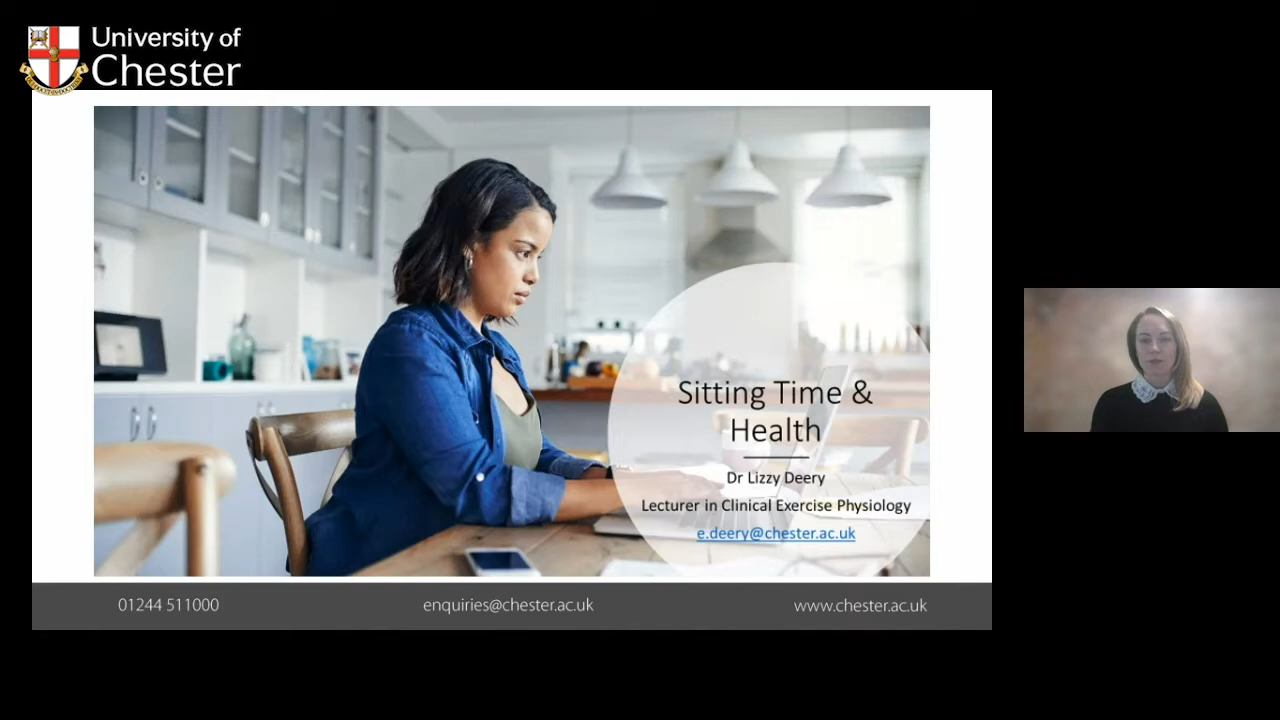 University of
Chester
Sitting Time &
Health
Dr Lizzy Deery
Lecturer in Clinical Exercise Physiology
e.deery@chester.ac.uk
01244 511000
enquiries@chester.ac.uk
www.chester.ac.uk